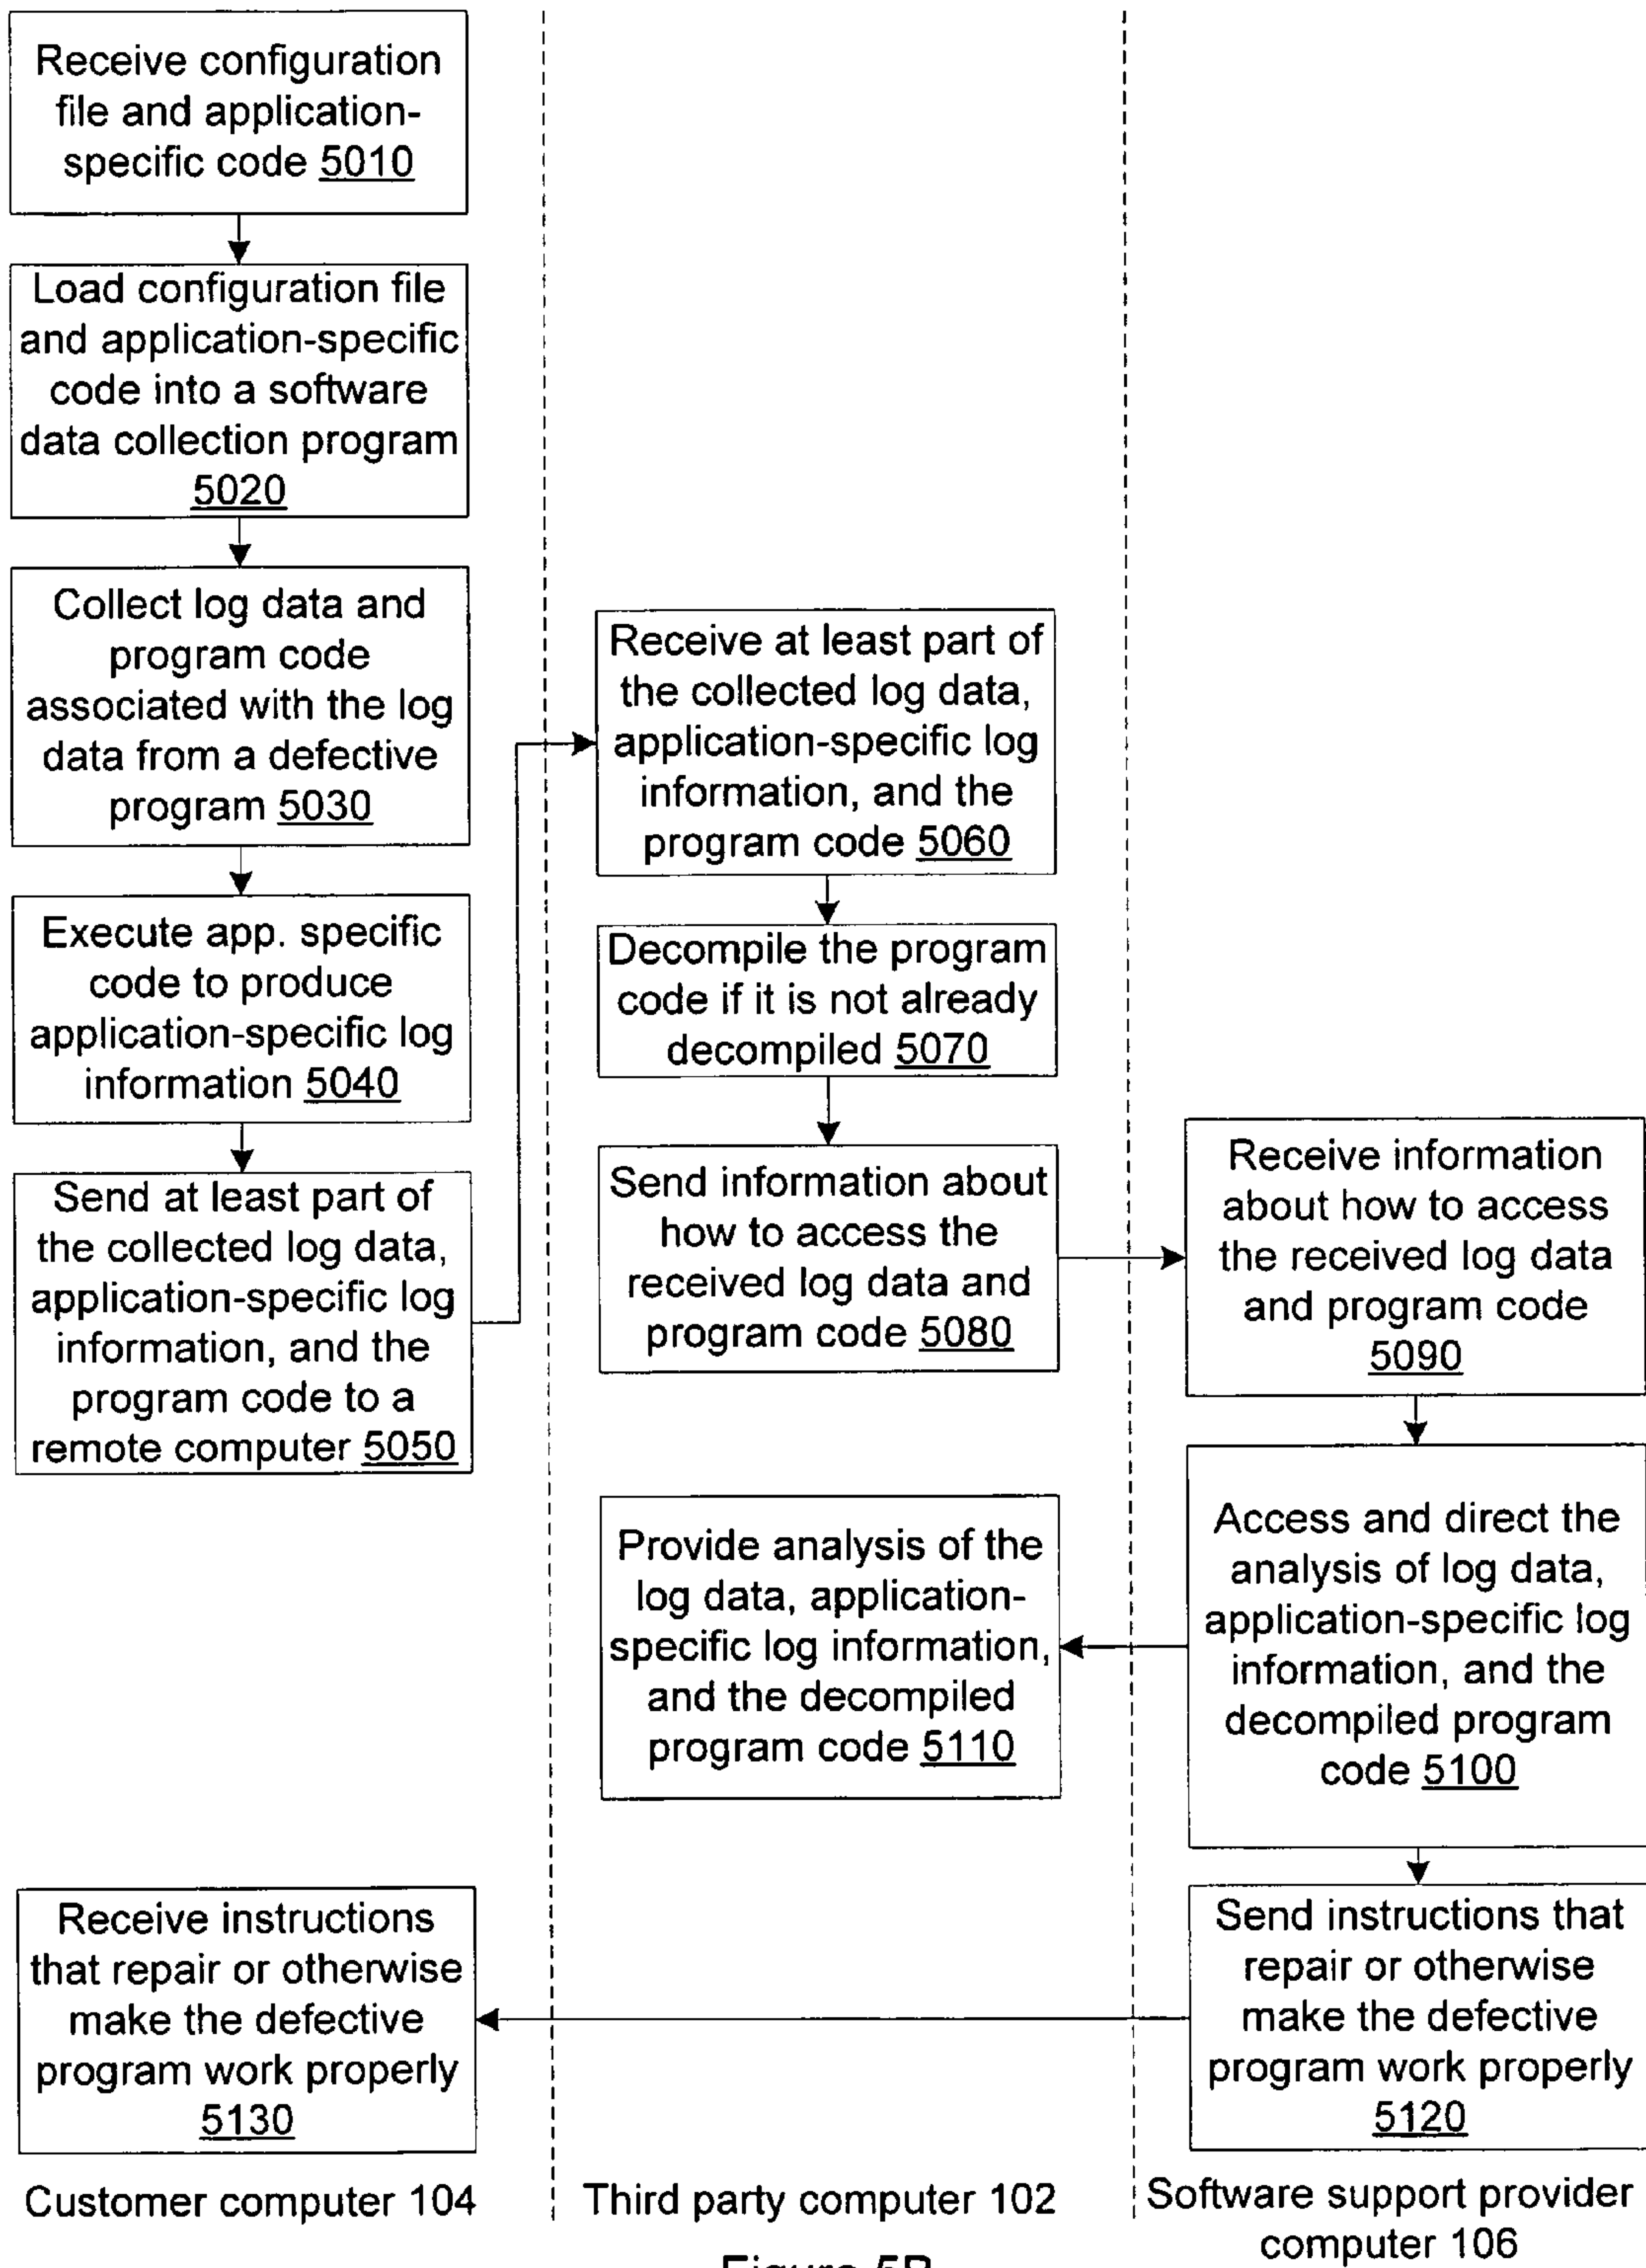 Receive configuration
file and application-
specific code 5010
Load configuration file
and application-specific
code into a software
data collection program
5020
Collect log data and
program code
associated with the log
data from a defective
program 5030
Execute app. specific
code to produce
application-specific log
information 5040
Send at least part of
the collected log data,
application-specific log
information, and the
program code to a
remote computer 5050
Receive at least part of
the collected log data,
application-specific log
information, and the
program code 5060
Decompile the program
code if it is not already
decompiled 5070
Send information about
how to access the
received log data and
program code 5080
Receive information
about how to access
the received log data
and program code
5090
Access and direct the
analysis of log data,
application-specific log
information, and the
decompiled program
code 5100
Provide analysis of the
log data, application-
specific log information,
and the decompiled
program code 5110
Send instructions that
repair or otherwise
make the defective
program work properly
5120
Receive instructions
that repair or otherwise
make the defective
program work properly
5130
Customer computer 104
Third party computer 102
Software support provider
computer 106